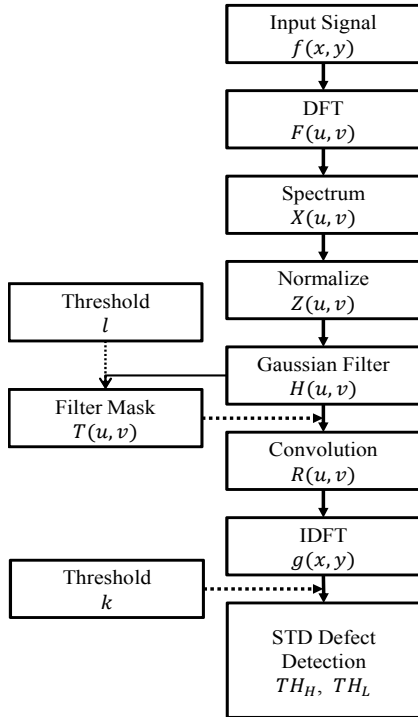 Input Signal
f(x, y)
DFT
F(u, v)
Spectrum
X(u, v)
Normalize
Z(u, v)
Threshold
l
Gaussian Filter
H(u, v)
Filter Mask
T(u, v)
Convolution
R(u, v)
IDFT
g(x, y)
Threshold
k
STD Defect
Detection
TH_H, TH_L